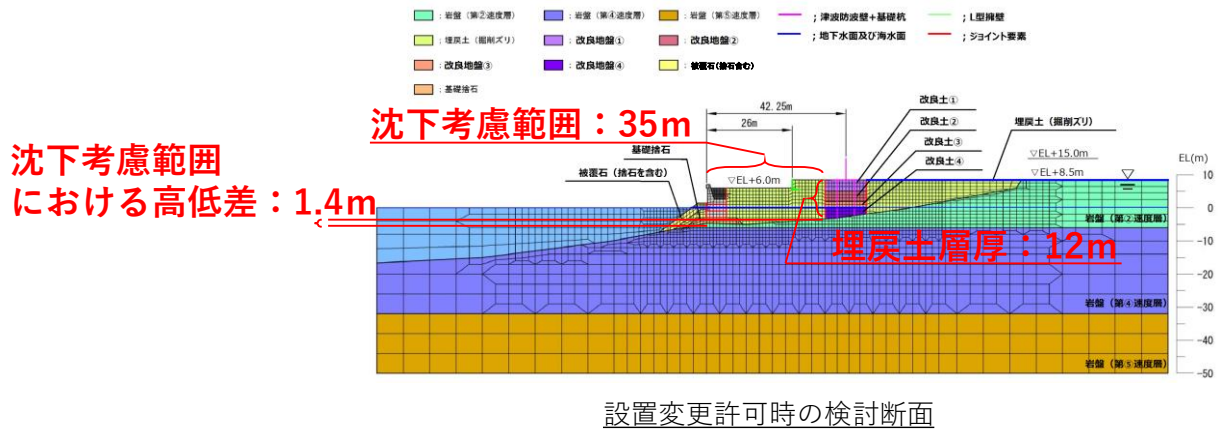 ：岩盤（第②速度層） ：岩盤（第④速度層） ：岩盤（第⑤速度層） ；津波防波壁＋基礎杭 ；L型擁壁
：埋戻土（掘削ズリ） ：改良地盤① ：改良地盤② ；地下水面及び海水面 ；ジョイント要素
：改良地盤③ ：改良地盤④ ：被覆石(捨石含む)
：基礎捨石
沈下考慮範囲：35m
42.25m
26m
沈下考慮範囲
における高低差：1.4m
基礎捨石
被覆石（捨石を含む）
▽EL+6.0m
改良土①
改良土②
改良土③
改良土④
埋戻土（掘削ズリ）
▽EL+15.0m
▽EL+8.5m
EL(m)
10
0
-10
-20
-30
-40
-50
岩盤（第②速度層）
埋戻土層厚：12m
岩盤（第④速度層）
岩盤（第⑤速度層）
設置変更許可時の検討断面